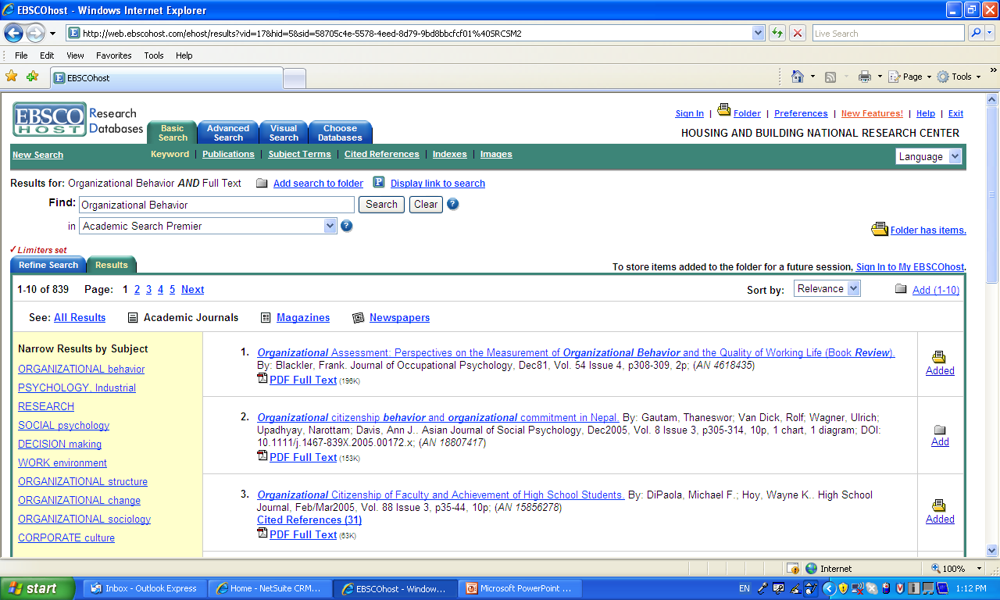 EBSCOhost - Windows Internet Explorer
http://web.ebscohost.com/ehost/results?vid=17&hid=5&sid=58705c4e-5578-4eed-8d79-9bd8bbcfcf01%40SRCSM2
Live Search
File Edit View Favorites Tools Help
EBSCOhost
Page Tools
EBSCO HOST Research Databases
Basic Search
Advanced Search
Visual Search
Choose Databases
Sign In | Folder | Preferences | New Features! | Help | Exit
HOUSING AND BUILDING NATIONAL RESEARCH CENTER
New Search
Keyword | Publications | Subject Terms | Cited References | Indexes | Images
Language
Results for: Organizational Behavior AND Full Text Add search to folder Display link to search
Find: Organizational Behavior Search Clear
in Academic Search Premier
Folder has items.
Limiters set
Refine Search Results
To store items added to the folder for a future session, Sign In to My EBSCOhost.
1-10 of 839 Page: 1 2 3 4 5 Next
Sort by: Relevance Add (1-10)
See: All Results Academic Journals Magazines Newspapers
Narrow Results by Subject
ORGANIZATIONAL behavior
PSYCHOLOGY, Industrial
RESEARCH
SOCIAL psychology
DECISION making
WORK environment
ORGANIZATIONAL structure
ORGANIZATIONAL change
ORGANIZATIONAL sociology
CORPORATE culture
1. Organizational Assessment: Perspectives on the Measurement of Organizational Behavior and the Quality of Working Life (Book Review).
By: Blackler, Frank. Journal of Occupational Psychology, Dec81, Vol. 54 Issue 4, p308-309, 2p; (AN 4618435)
PDF Full Text (196K)
Added
2. Organizational citizenship behavior and organizational commitment in Nepal. By: Gautam, Thaneswor; Van Dick, Rolf; Wagner, Ulrich;
Upadhyay, Narottam; Davis, Ann J.. Asian Journal of Social Psychology, Dec2005, Vol. 8 Issue 3, p305-314, 10p, 1 chart, 1 diagram; DOI:
10.1111/j.1467-839X.2005.00172.x; (AN 18807417)
PDF Full Text (153K)
Add
3. Organizational Citizenship of Faculty and Achievement of High School Students. By: DiPaola, Michael F.; Hoy, Wayne K.. High School
Journal, Feb/Mar2005, Vol. 88 Issue 3, p35-44, 10p; (AN 15856278)
Cited References (31)
PDF Full Text (63K)
Added
Internet
100%
start
Inbox - Outlook Express
Home - NetSuite CRM...
EBSCOhost - Window...
Microsoft PowerPoint ...
EN
1:12 PM